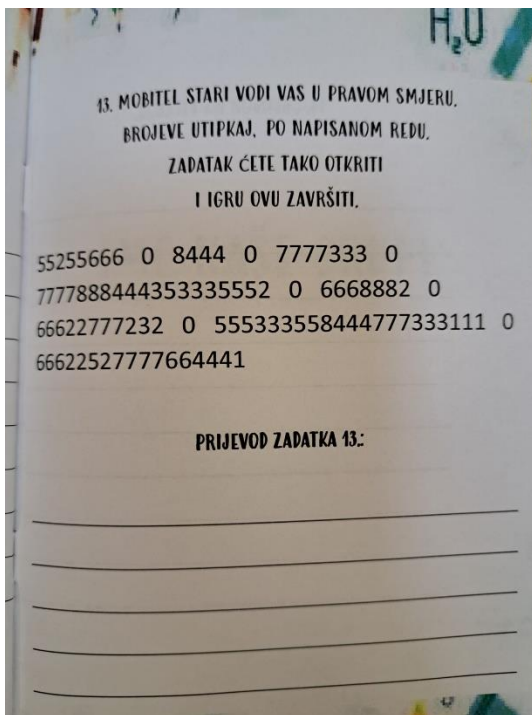 H₂O
13. MOBITEL STARI VODI VAS U PRAVOM SMJERU.
BROJEVE UTIPKAJ, PO NAPISANOM REDU.
ZADATAK ĆETE TAKO OTKRITI
I IGRU OVU ZAVRŠITI.
55255666 0 8444 0 7777333 0
7777888444353335552 0 6668882 0
66622777232 0 555333558444777333111 0
666225277776664441
PRIJEVOD ZADATKA 13.: